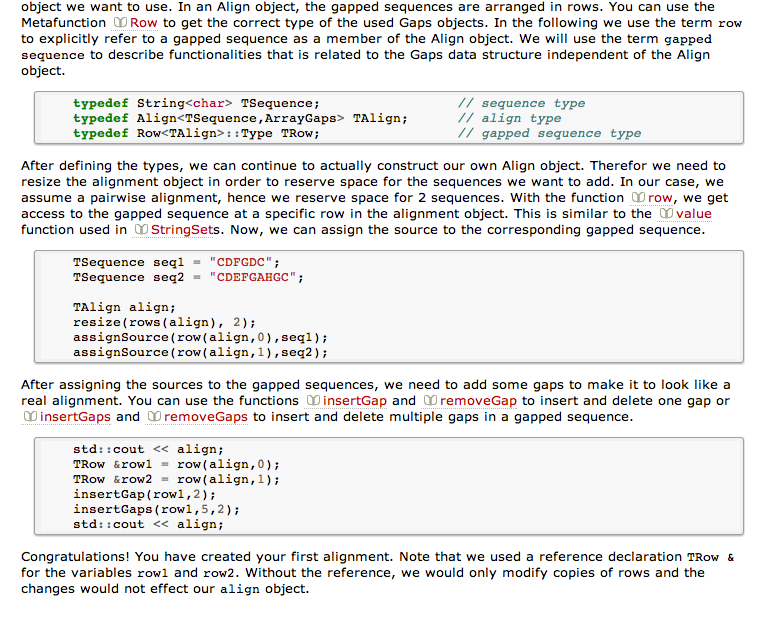 object we want to use. In an Align object, the gapped sequences are arranged in rows. You can use the
Metafunction Row to get the correct type of the used Gaps objects. In the following we use the term row
to explicitly refer to a gapped sequence as a member of the Align object. We will use the term gapped
sequence to describe functionalities that is related to the Gaps data structure independent of the Align
object.
typedef String<char> TSequence; // sequence type
typedef Align<TSequence,ArrayGaps> TAlign; // align type
typedef Row<TAlign>::Type TRow; // gapped sequence type
After defining the types, we can continue to actually construct our own Align object. Therefor we need to
resize the alignment object in order to reserve space for the sequences we want to add. In our case, we
assume a pairwise alignment, hence we reserve space for 2 sequences. With the function row, we get
access to the gapped sequence at a specific row in the alignment object. This is similar to the value
function used in StringSets. Now, we can assign the source to the corresponding gapped sequence.
TSequence seq1 = "CDFGDC";
TSequence seq2 = "CDEFGAHGC";
TAlign align;
resize(rows(align), 2);
assignSource(row(align,0),seq1);
assignSource(row(align,1),seq2);
After assigning the sources to the gapped sequences, we need to add some gaps to make it to look like a
real alignment. You can use the functions insertGap and removeGap to insert and delete one gap or
insertGaps and removeGaps to insert and delete multiple gaps in a gapped sequence.
std::cout << align;
TRow &row1 = row(align,0);
TRow &row2 = row(align,1);
insertGap(row1,2);
insertGaps(row1,5,2);
std::cout << align;
Congratulations! You have created your first alignment. Note that we used a reference declaration TRow &
for the variables row1 and row2. Without the reference, we would only modify copies of rows and the
changes would not effect our align object.